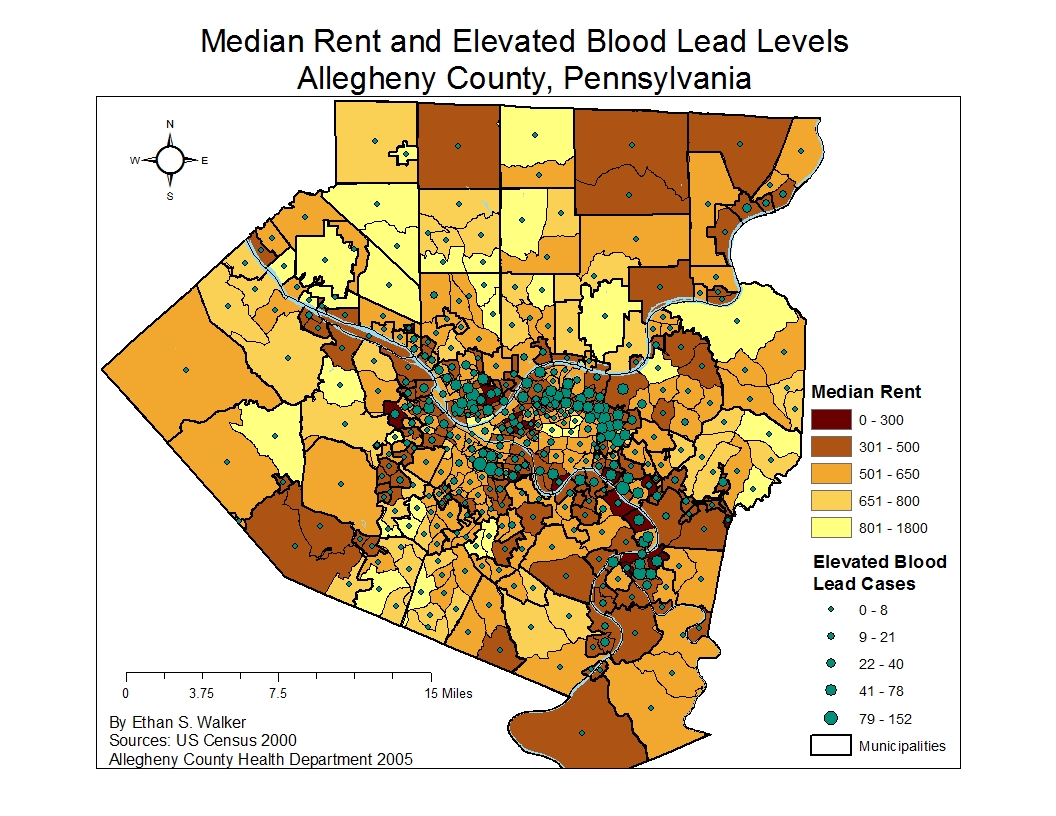 Median Rent and Elevated Blood Lead Levels
Allegheny County, Pennsylvania
N
W E
S
Median Rent
0 - 300
301 - 500
501 - 650
651 - 800
801 - 1800
Elevated Blood
Lead Cases
0 - 8
9 - 21
22 - 40
41 - 78
79 - 152
Municipalities
0 3.75 7.5 15 Miles
By Ethan S. Walker
Sources: US Census 2000
Allegheny County Health Department 2005